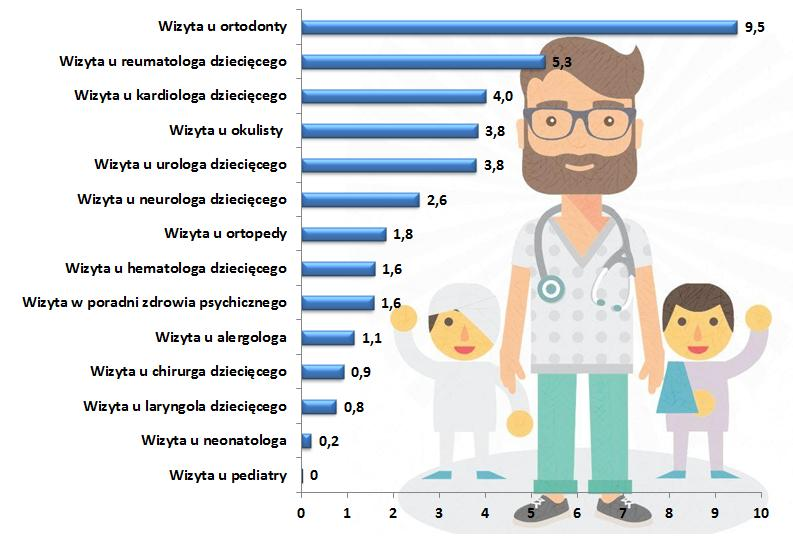 Wizyta u ortodonty 9,5
Wizyta u reumatologa dziecięcego 5,3
Wizyta u kardiologa dziecięcego 4,0
Wizyta u okulisty 3,8
Wizyta u urologa dziecięcego 3,8
Wizyta u neurologa dziecięcego 2,6
Wizyta u ortopedy 1,8
Wizyta u hematologa dziecięcego 1,6
Wizyta w poradni zdrowia psychicznego 1,6
Wizyta u alergologa 1,1
Wizyta u chirurga dziecięcego 0,9
Wizyta u laryngola dziecięcego 0,8
Wizyta u neonatologa 0,2
Wizyta u pediatry 0
0 1 2 3 4 5 6 7 8 9 10